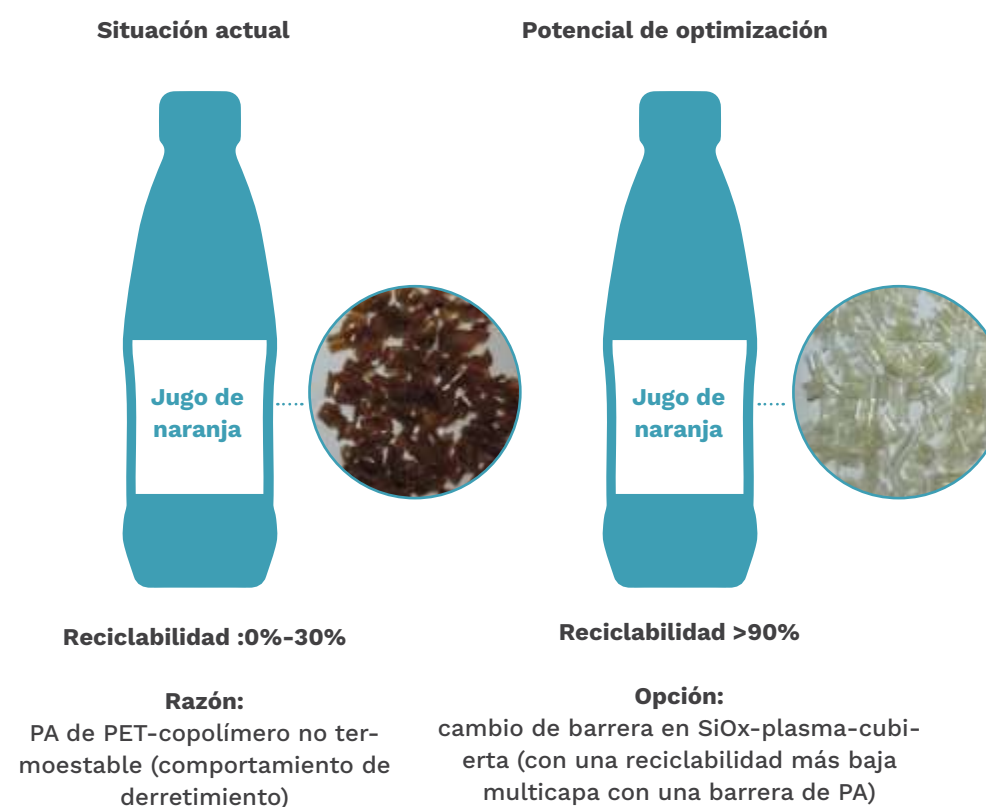 Situación actual
Potencial de optimización
Jugo de
naranja
Jugo de
naranja
Reciclabilidad :0%-30%
Reciclabilidad >90%
Razón:
PA de PET-copolímero no ter-
moestable (comportamiento de
derretimiento)
Opción:
cambio de barrera en SiOx-plasma-cubi-
erta (con una reciclabilidad más baja
multicapa con una barrera de PA)